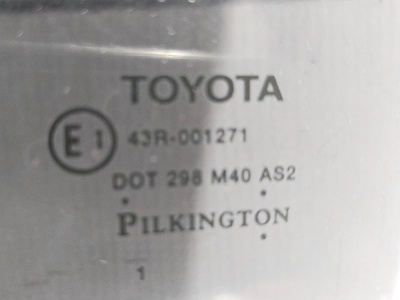 TOYOTA
E1 43R-001271
DOT 298 M40 AS2
PILKINGTON
1